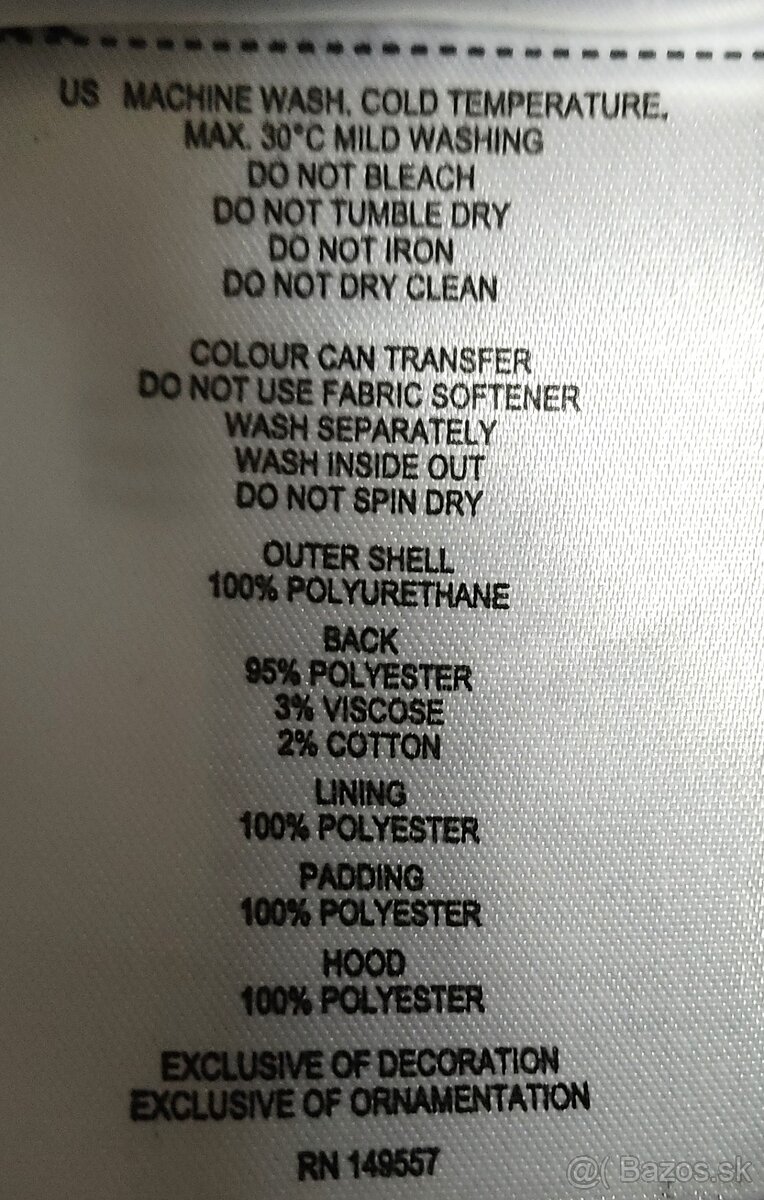 US MACHINE WASH, COLD TEMPERATURE,
MAX. 30°C MILD WASHING
DO NOT BLEACH
DO NOT TUMBLE DRY
DO NOT IRON
DO NOT DRY CLEAN
COLOUR CAN TRANSFER
DO NOT USE FABRIC SOFTENER
WASH SEPARATELY
WASH INSIDE OUT
DO NOT SPIN DRY
OUTER SHELL
100% POLYURETHANE
BACK
95% POLYESTER
3% VISCOSE
2% COTTON
LINING
100% POLYESTER
PADDING
100% POLYESTER
HOOD
100% POLYESTER
EXCLUSIVE OF DECORATION
EXCLUSIVE OF ORNAMENTATION
RN 149557
@( Bazos.sk